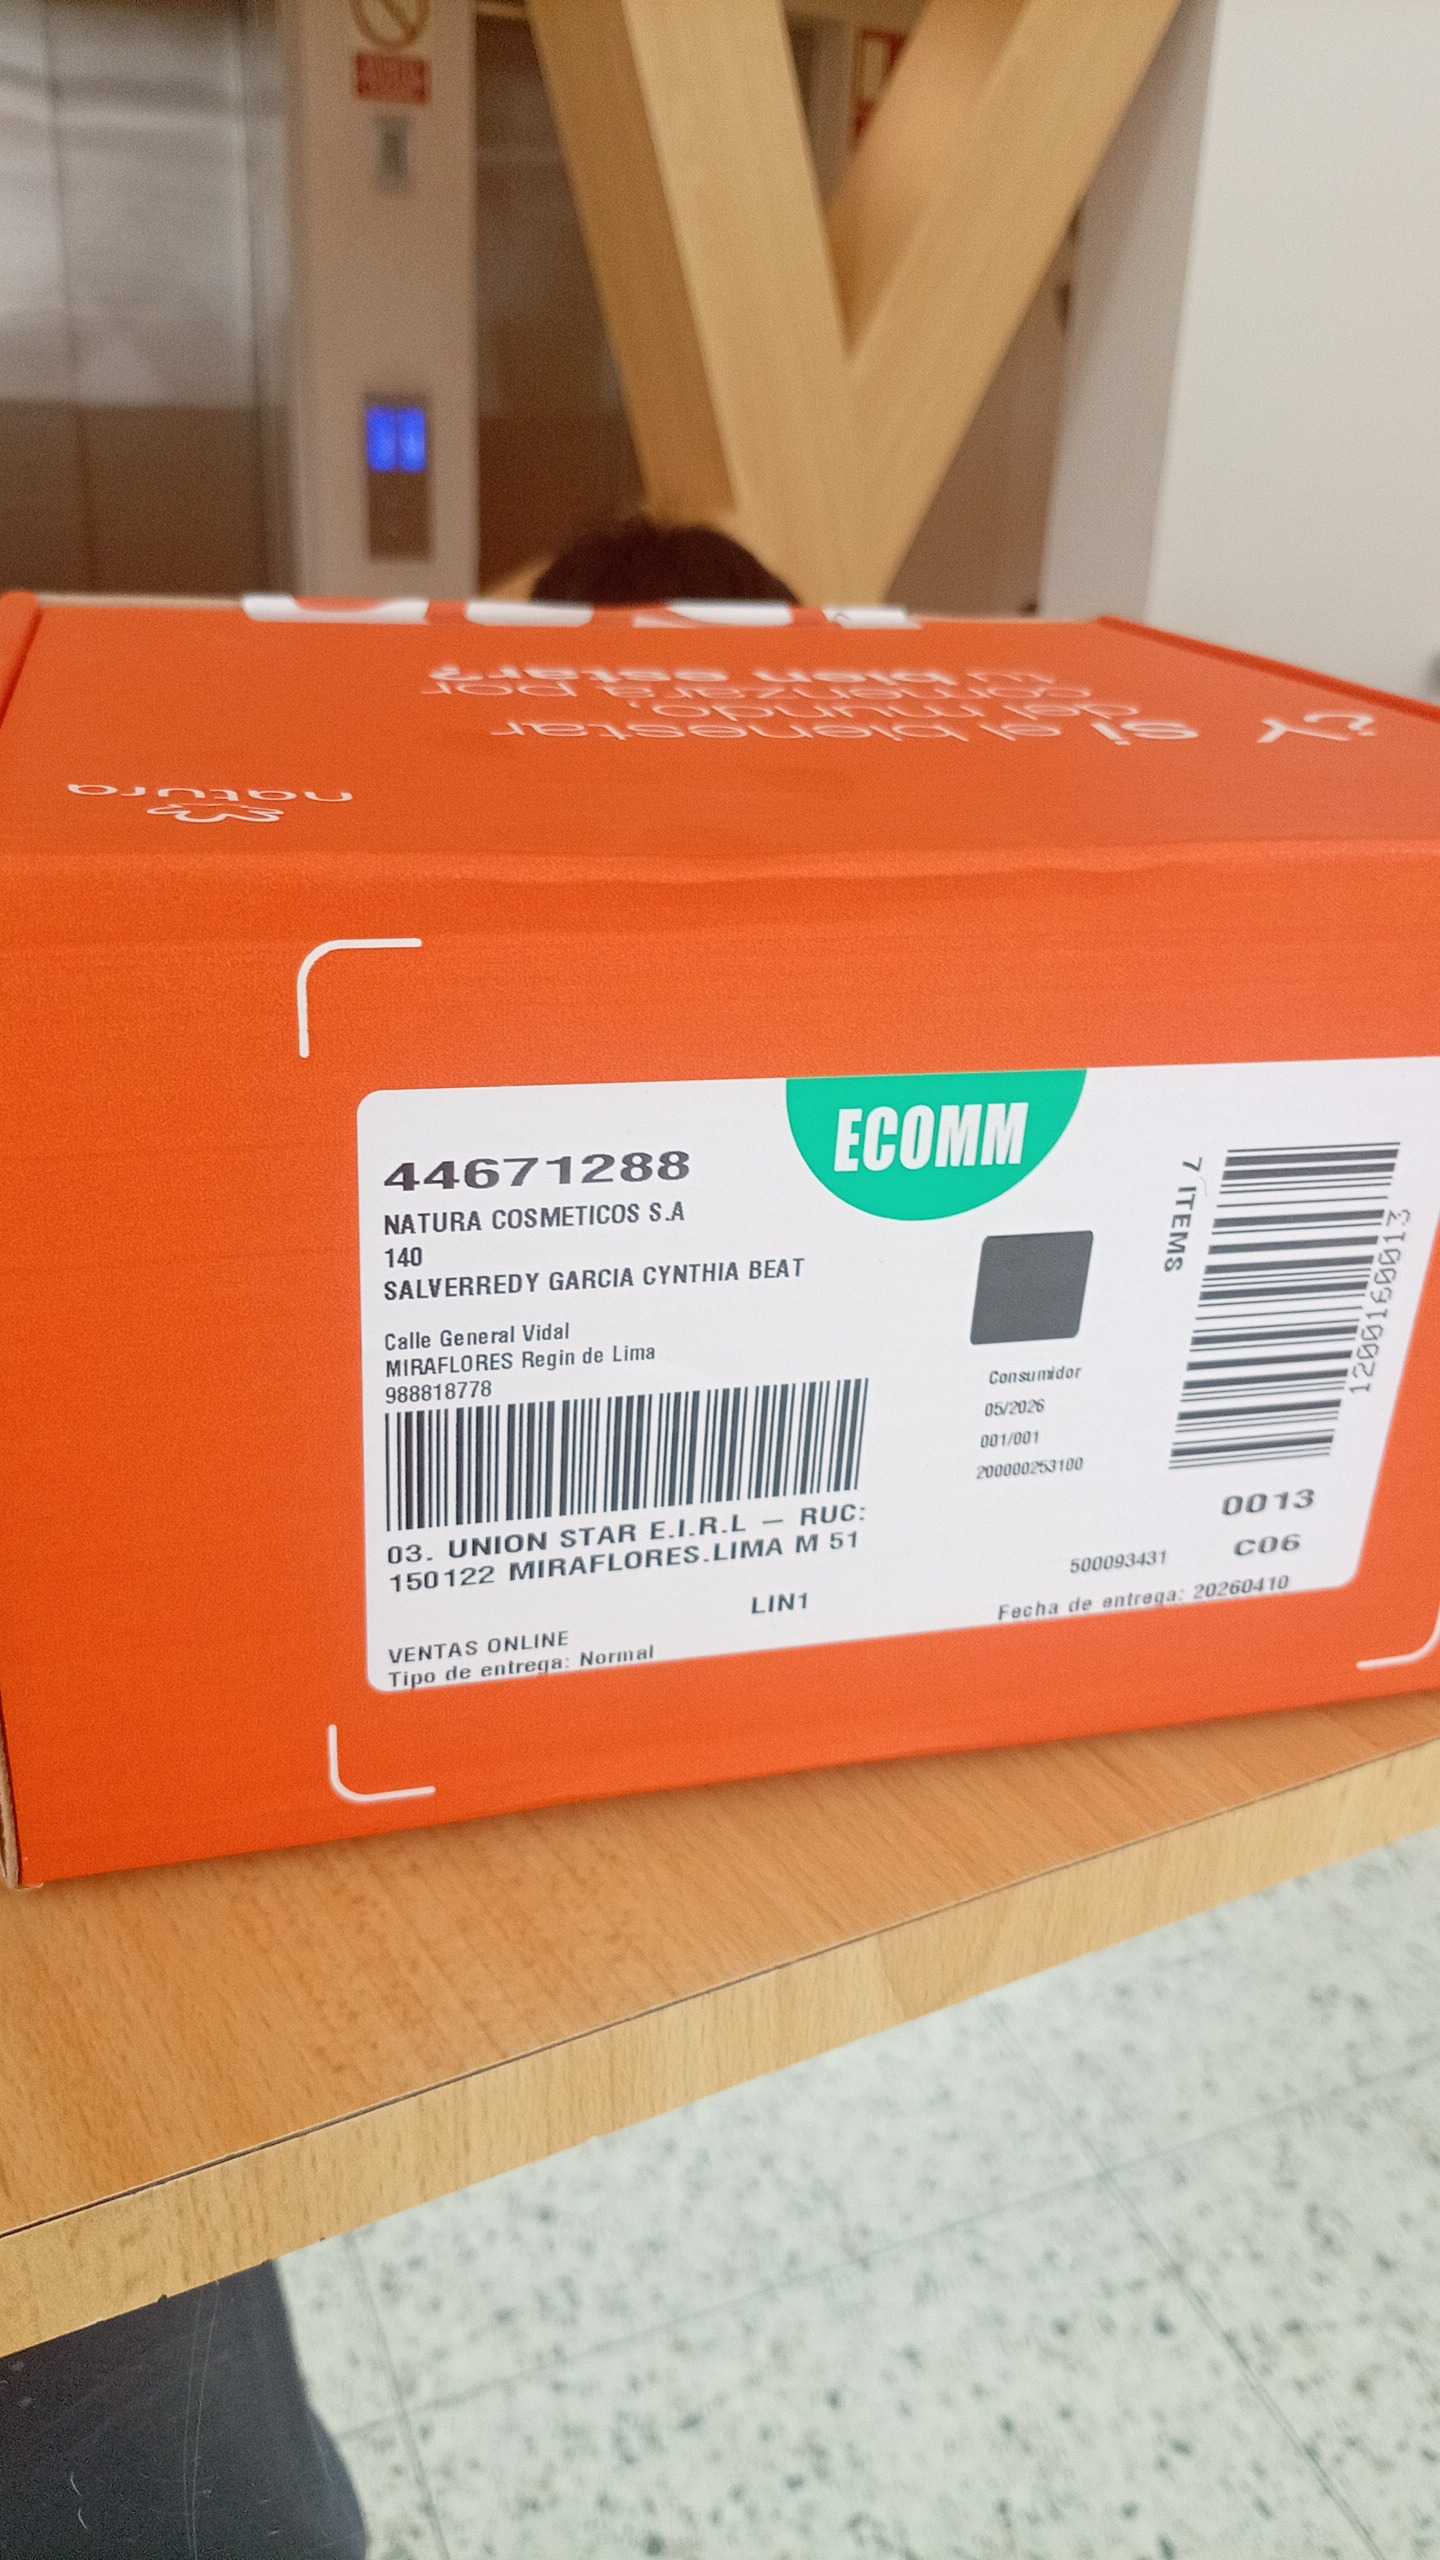 ¿Y si el bienestar
del mundo,
comenzara por
tu bien estar?
natura
ECOMM
44671288
NATURA COSMETICOS S.A
140
SALVERREDY GARCIA CYNTHIA BEAT
Calle General Vidal
MIRAFLORES Regin de Lima
988818778
03. UNION STAR E.I.R.L — RUC:
150122 MIRAFLORES.LIMA M 51
LIN1
VENTAS ONLINE
Tipo de entrega: Normal
Consumidor
05/2026
001/001
200000253100
7 ITEMS
1200160013
0013
C06
500093431
Fecha de entrega: 20260410